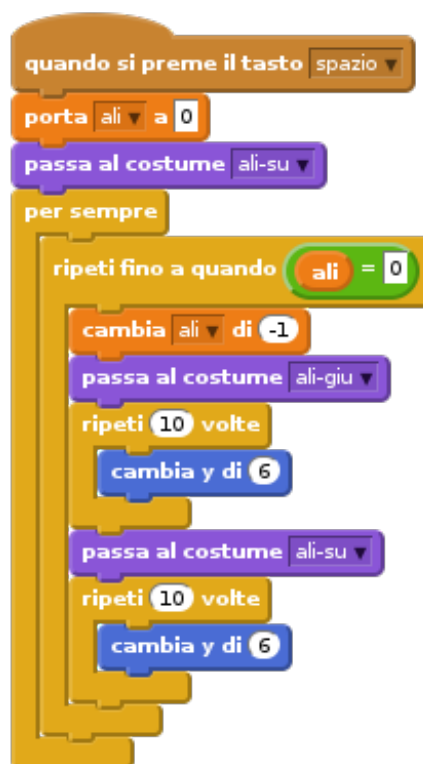 quando si preme il tasto spazio
porta ali a 0
passa al costume ali-su
per sempre
ripeti fino a quando ali = 0
cambia ali di -1
passa al costume ali-giu
ripeti 10 volte
cambia y di 6
passa al costume ali-su
ripeti 10 volte
cambia y di 6